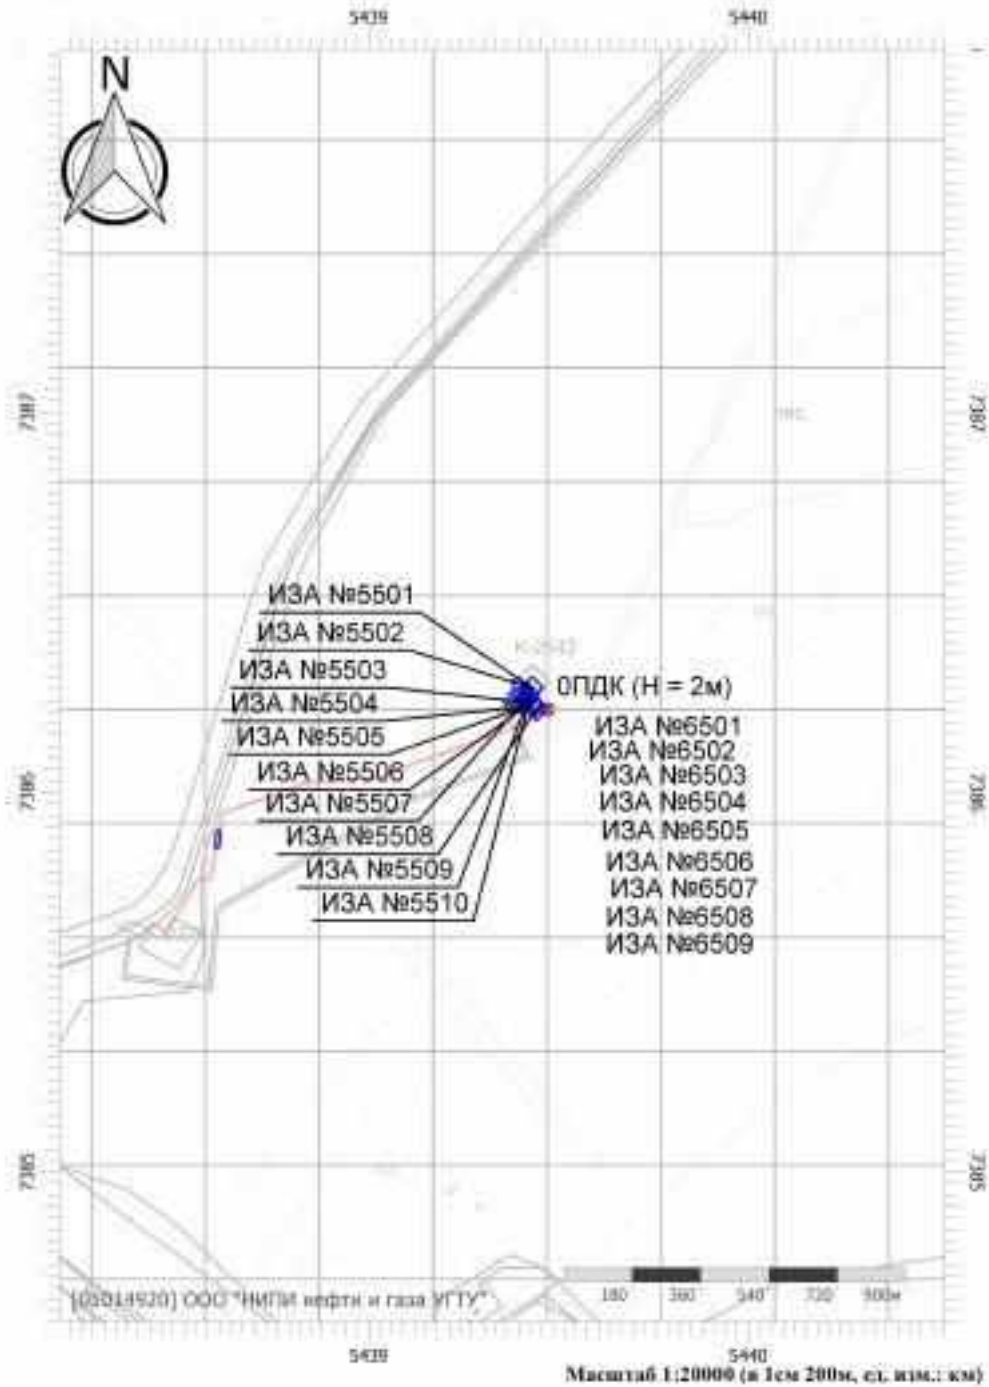 5439 5440
N
7387 7387
ИЗА №5501
ИЗА №5502
ИЗА №5503
ИЗА №5504
ИЗА №5505
ИЗА №5506
ИЗА №5507
ИЗА №5508
ИЗА №5509
ИЗА №5510
0ПДК (Н = 2м)
ИЗА №6501
ИЗА №6502
ИЗА №6503
ИЗА №6504
ИЗА №6505
ИЗА №6506
ИЗА №6507
ИЗА №6508
ИЗА №6509
7386 7386
7385 7385
[05014920] ООО "НИПИ нефти и газа УГТУ"
180 360 540 720 900м
5439 5440
Масштаб 1:20000 (в 1см 200м, ед. изм.: км)